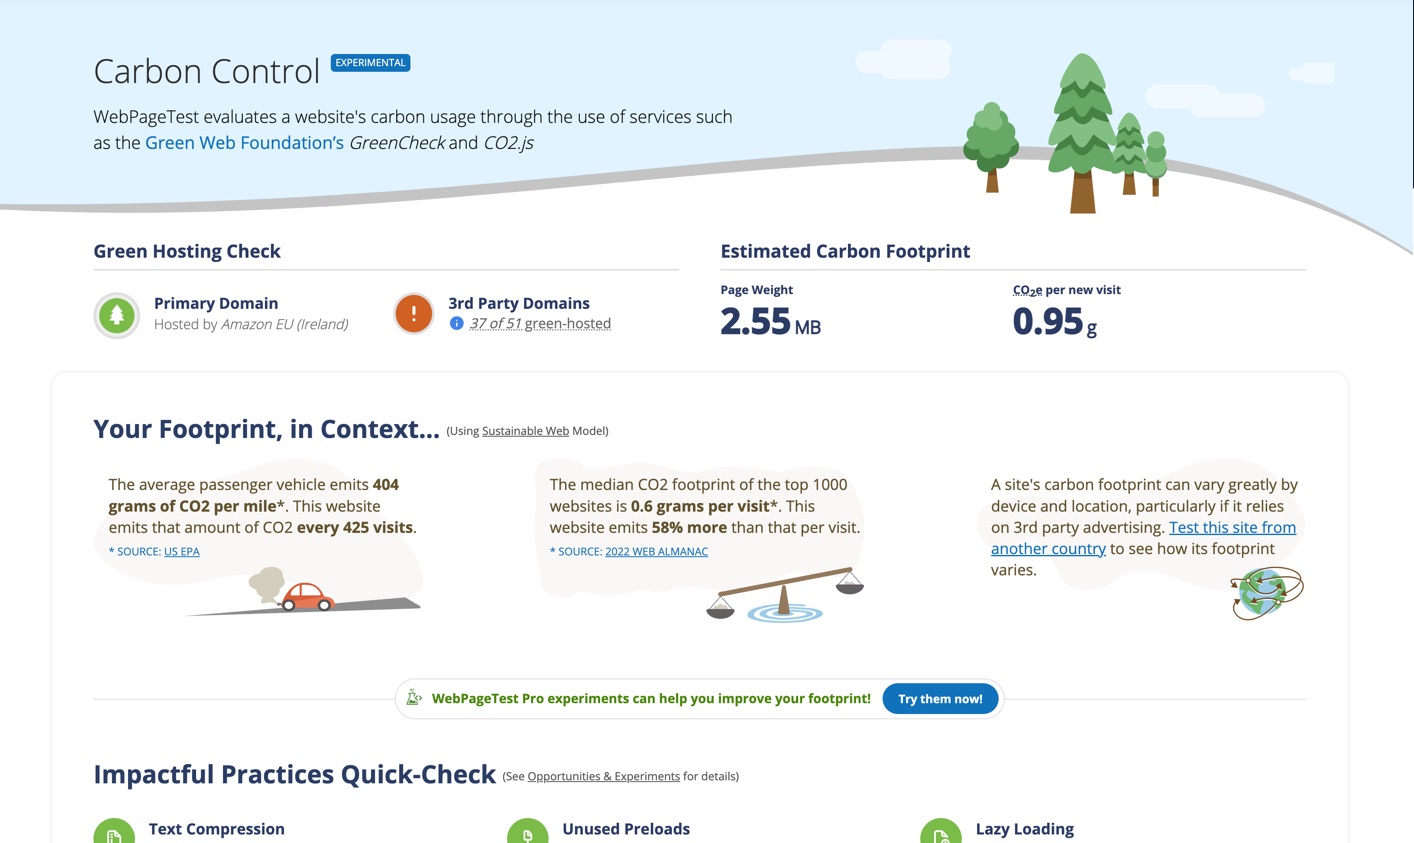 Carbon Control EXPERIMENTAL
WebPageTest evaluates a website's carbon usage through the use of services such
as the Green Web Foundation’s GreenCheck and CO2.js
Green Hosting Check
Primary Domain
Hosted by Amazon EU (Ireland)
3rd Party Domains
37 of 51 green-hosted
Estimated Carbon Footprint
Page Weight
2.55 MB
CO2e per new visit
0.95 g
Your Footprint, in Context... (Using Sustainable Web Model)
The average passenger vehicle emits 404
grams of CO2 per mile*. This website
emits that amount of CO2 every 425 visits.
* SOURCE: US EPA
The median CO2 footprint of the top 1000
websites is 0.6 grams per visit*. This
website emits 58% more than that per visit.
* SOURCE: 2022 WEB ALMANAC
A site's carbon footprint can vary greatly by
device and location, particularly if it relies
on 3rd party advertising. Test this site from
another country to see how its footprint
varies.
WebPageTest Pro experiments can help you improve your footprint! Try them now!
Impactful Practices Quick-Check (See Opportunities & Experiments for details)
Text Compression
Unused Preloads
Lazy Loading